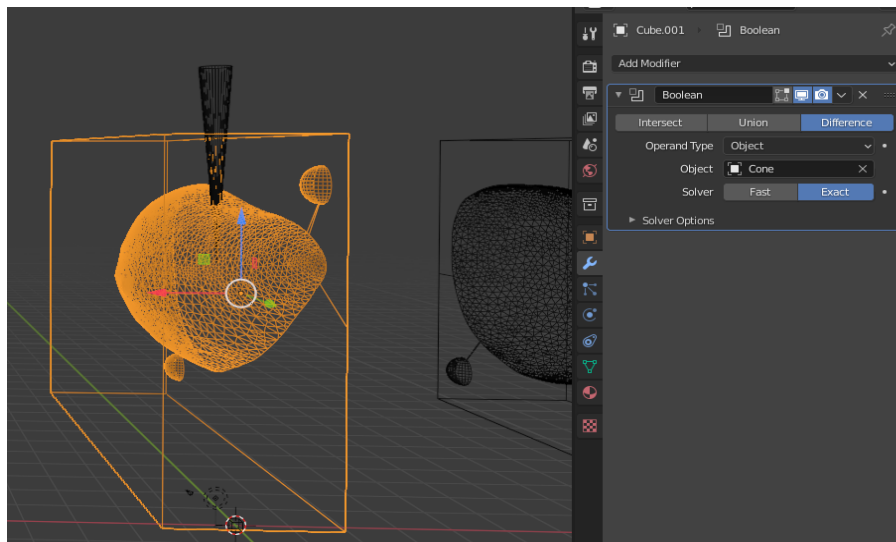 Cube.001 Boolean
Add Modifier
Boolean
Intersect Union Difference
Operand Type Object
Object Cone
Solver Fast Exact
Solver Options